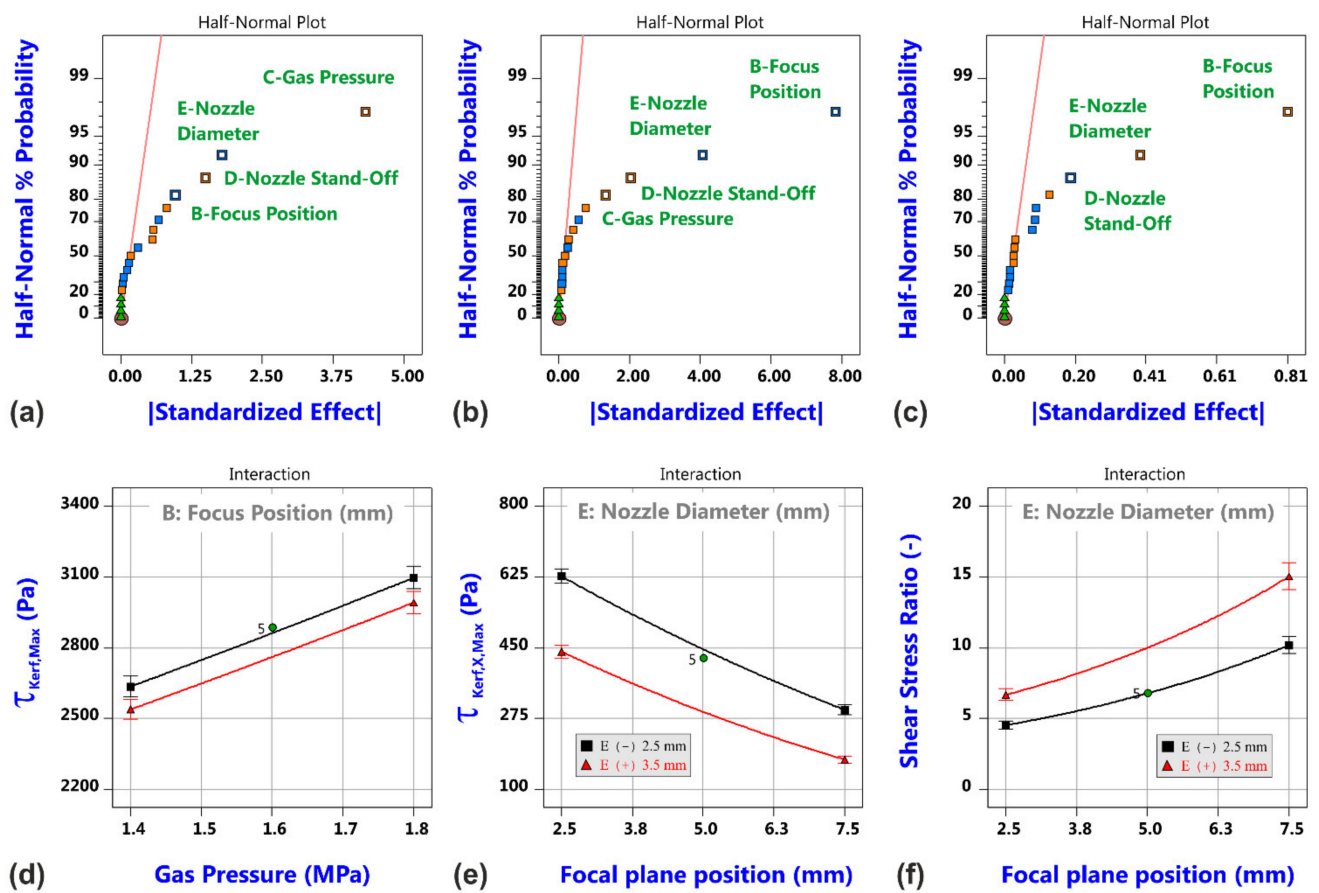 Half-Normal Plot
Half-Normal % Probability
99
95
90
80
70
50
20
0
C-Gas Pressure
E-Nozzle
Diameter
D-Nozzle Stand-Off
B-Focus Position
0.00 1.25 2.50 3.75 5.00
(a)
|Standardized Effect|
Half-Normal Plot
Half-Normal % Probability
99
95
90
80
70
50
20
0
B-Focus
Position
E-Nozzle
Diameter
D-Nozzle Stand-Off
C-Gas Pressure
0.00 2.00 4.00 6.00 8.00
(b)
|Standardized Effect|
Half-Normal Plot
Half-Normal % Probability
99
95
90
80
70
50
20
0
B-Focus
Position
E-Nozzle
Diameter
D-Nozzle
Stand-Off
0.00 0.20 0.41 0.61 0.81
(c)
|Standardized Effect|
Interaction
B: Focus Position (mm)
τ Kerf,Max (Pa)
3400
3100
2800
2500
2200
5
1.4 1.5 1.6 1.7 1.8
(d)
Gas Pressure (MPa)
Interaction
E: Nozzle Diameter (mm)
τ Kerf,X,Max (Pa)
800
625
450
275
100
5
E (-) 2.5 mm
E (+) 3.5 mm
2.5 3.8 5.0 6.3 7.5
(e)
Focal plane position (mm)
Interaction
E: Nozzle Diameter (mm)
Shear Stress Ratio (-)
20
15
10
5
0
5
E (-) 2.5 mm
E (+) 3.5 mm
2.5 3.8 5.0 6.3 7.5
(f)
Focal plane position (mm)